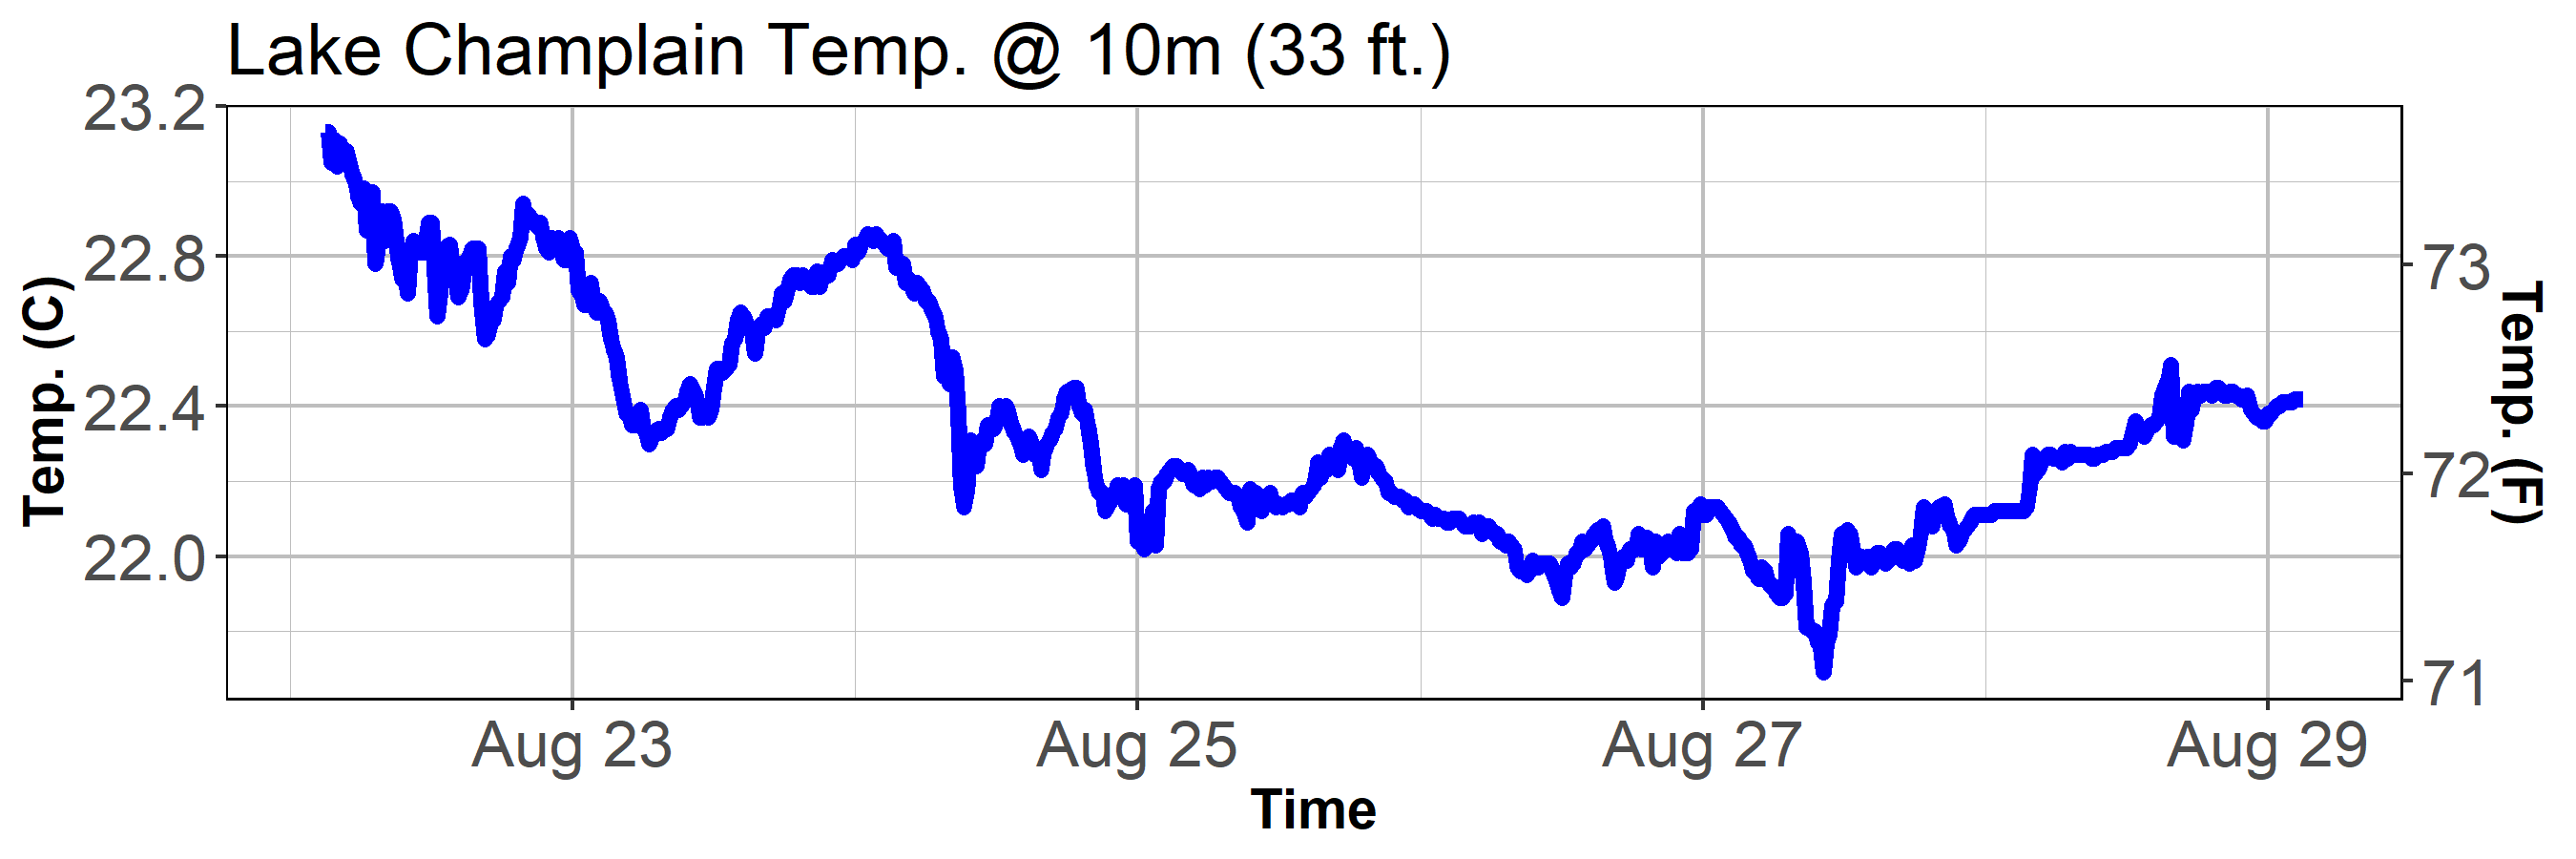 Lake Champlain Temp. @ 10m (33 ft.)
23.2
22.8
22.4
22.0
Temp. (C)
73
72
71
Temp. (F)
Aug 23
Aug 25
Aug 27
Aug 29
Time